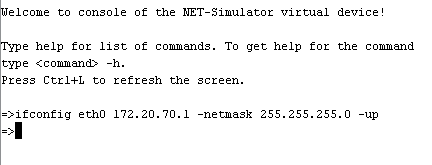 Welcome to console of the NET-Simulator virtual device!
Type help for list of commands. To get help for the command
type <command> -h.
Press Ctrl+L to refresh the screen.
=>ifconfig eth0 172.20.70.1 -netmask 255.255.255.0 -up
=>